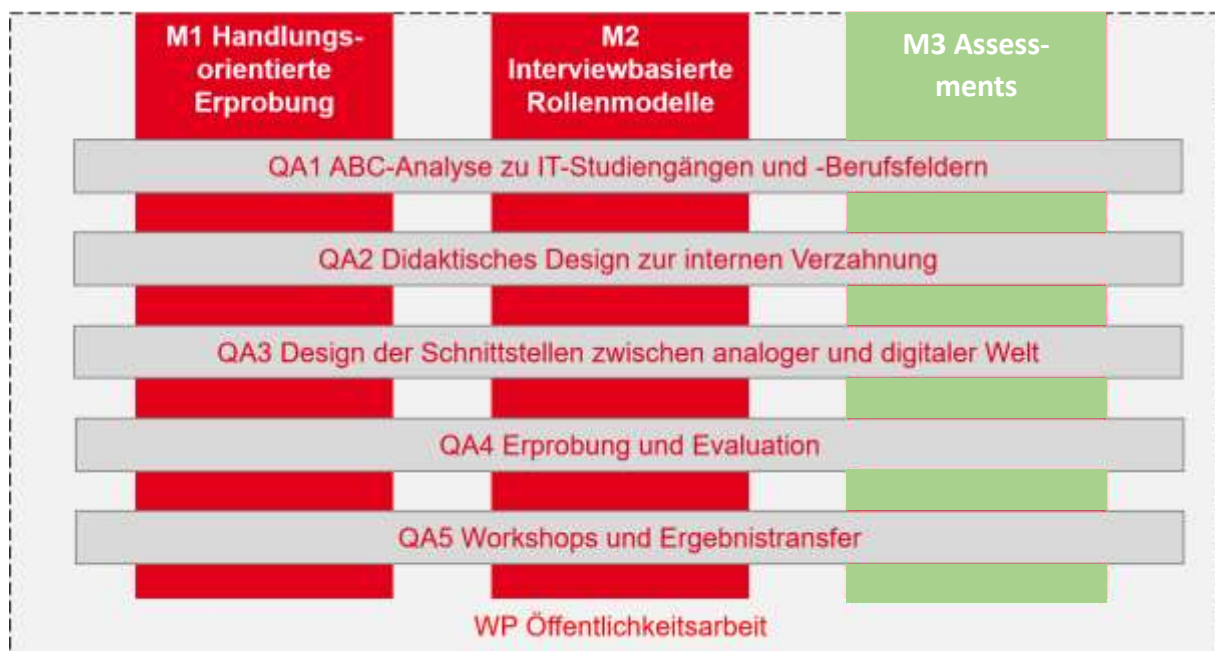 M1 Handlungs-
orientierte
Erprobung
M2
Interviewbasierte
Rollenmodelle
M3 Assess-
ments
QA1 ABC-Analyse zu IT-Studiengängen und -Berufsfeldern
QA2 Didaktisches Design zur internen Verzahnung
QA3 Design der Schnittstellen zwischen analoger und digitaler Welt
QA4 Erprobung und Evaluation
QA5 Workshops und Ergebnistransfer
WP Öffentlichkeitsarbeit